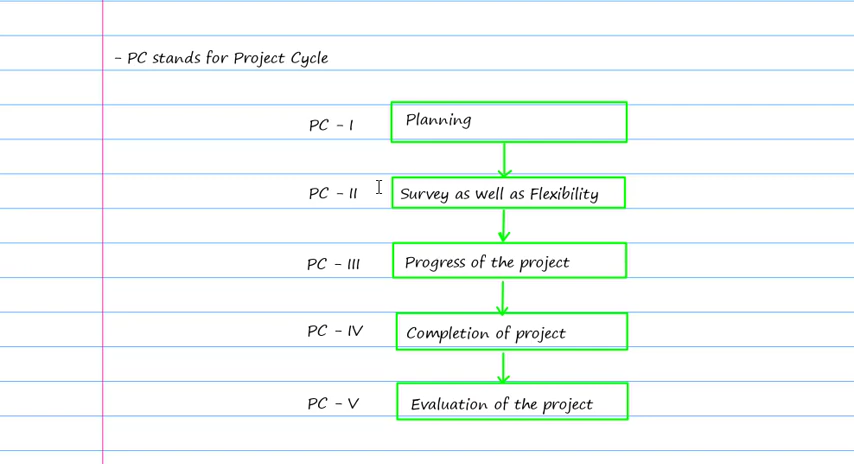 - PC stands for Project Cycle
PC - I Planning
PC - II Survey as well as Flexibility
PC - III Progress of the project
PC - IV Completion of project
PC - V Evaluation of the project